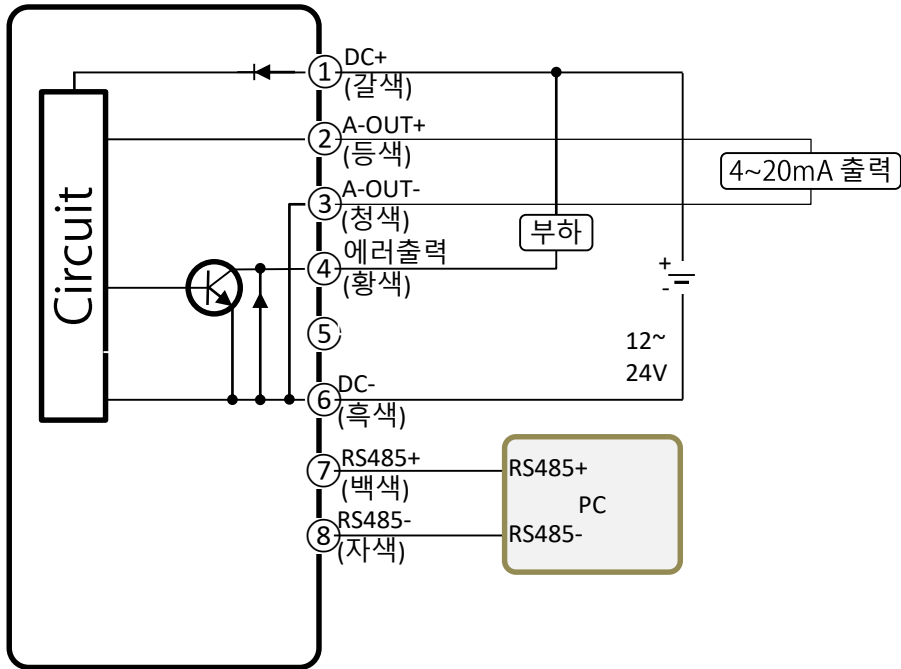 Circuit
① DC+
(갈색)
② A-OUT+
(등색)
③ A-OUT-
(청색)
④ 에러출력
(황색)
⑤
⑥ DC-
(흑색)
⑦ RS485+
(백색)
⑧ RS485-
(자색)
부하
4~20mA 출력
+
-
12~
24V
RS485+
PC
RS485-